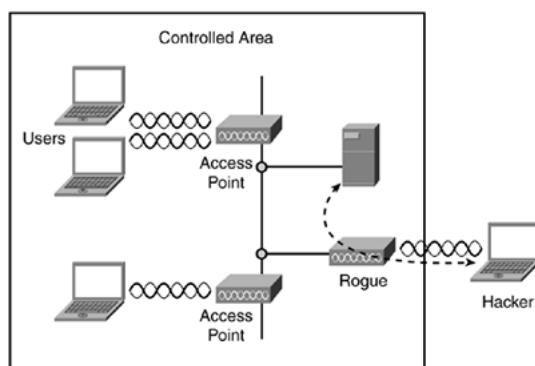 Controlled Area
Users
Access
Point
Rogue
Hacker
Access
Point